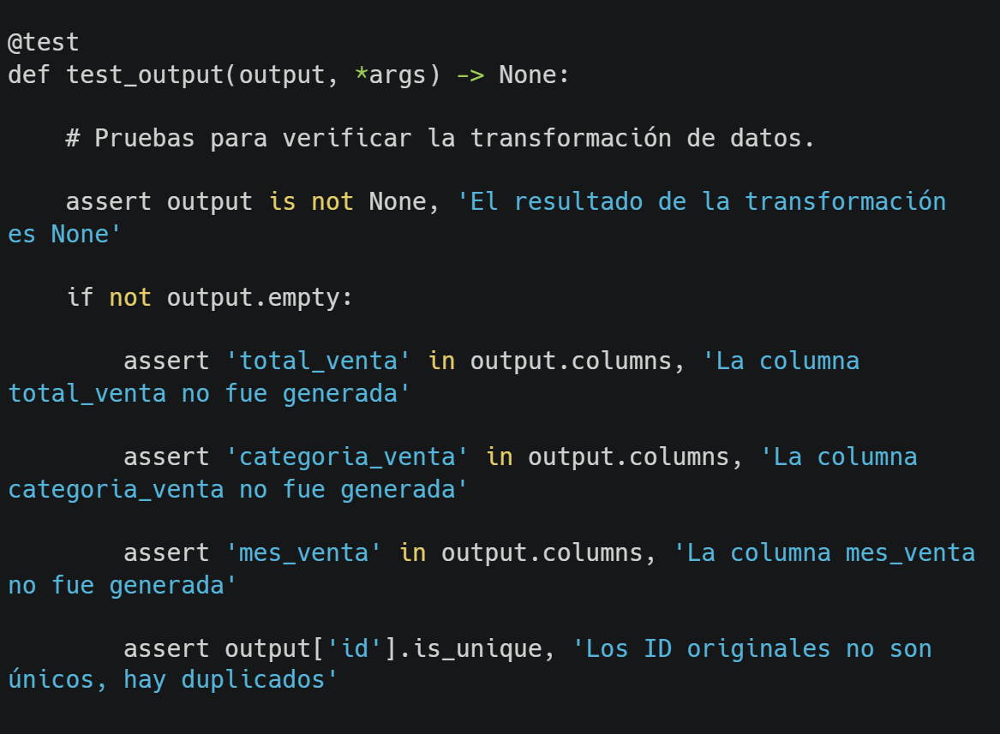 @test
def test_output(output, *args) -> None:
    # Pruebas para verificar la transformación de datos.
    assert output is not None, 'El resultado de la transformación
es None'
    if not output.empty:
        assert 'total_venta' in output.columns, 'La columna
total_venta no fue generada'
        assert 'categoria_venta' in output.columns, 'La columna
categoria_venta no fue generada'
        assert 'mes_venta' in output.columns, 'La columna mes_venta
no fue generada'
        assert output['id'].is_unique, 'Los ID originales no son
únicos, hay duplicados'